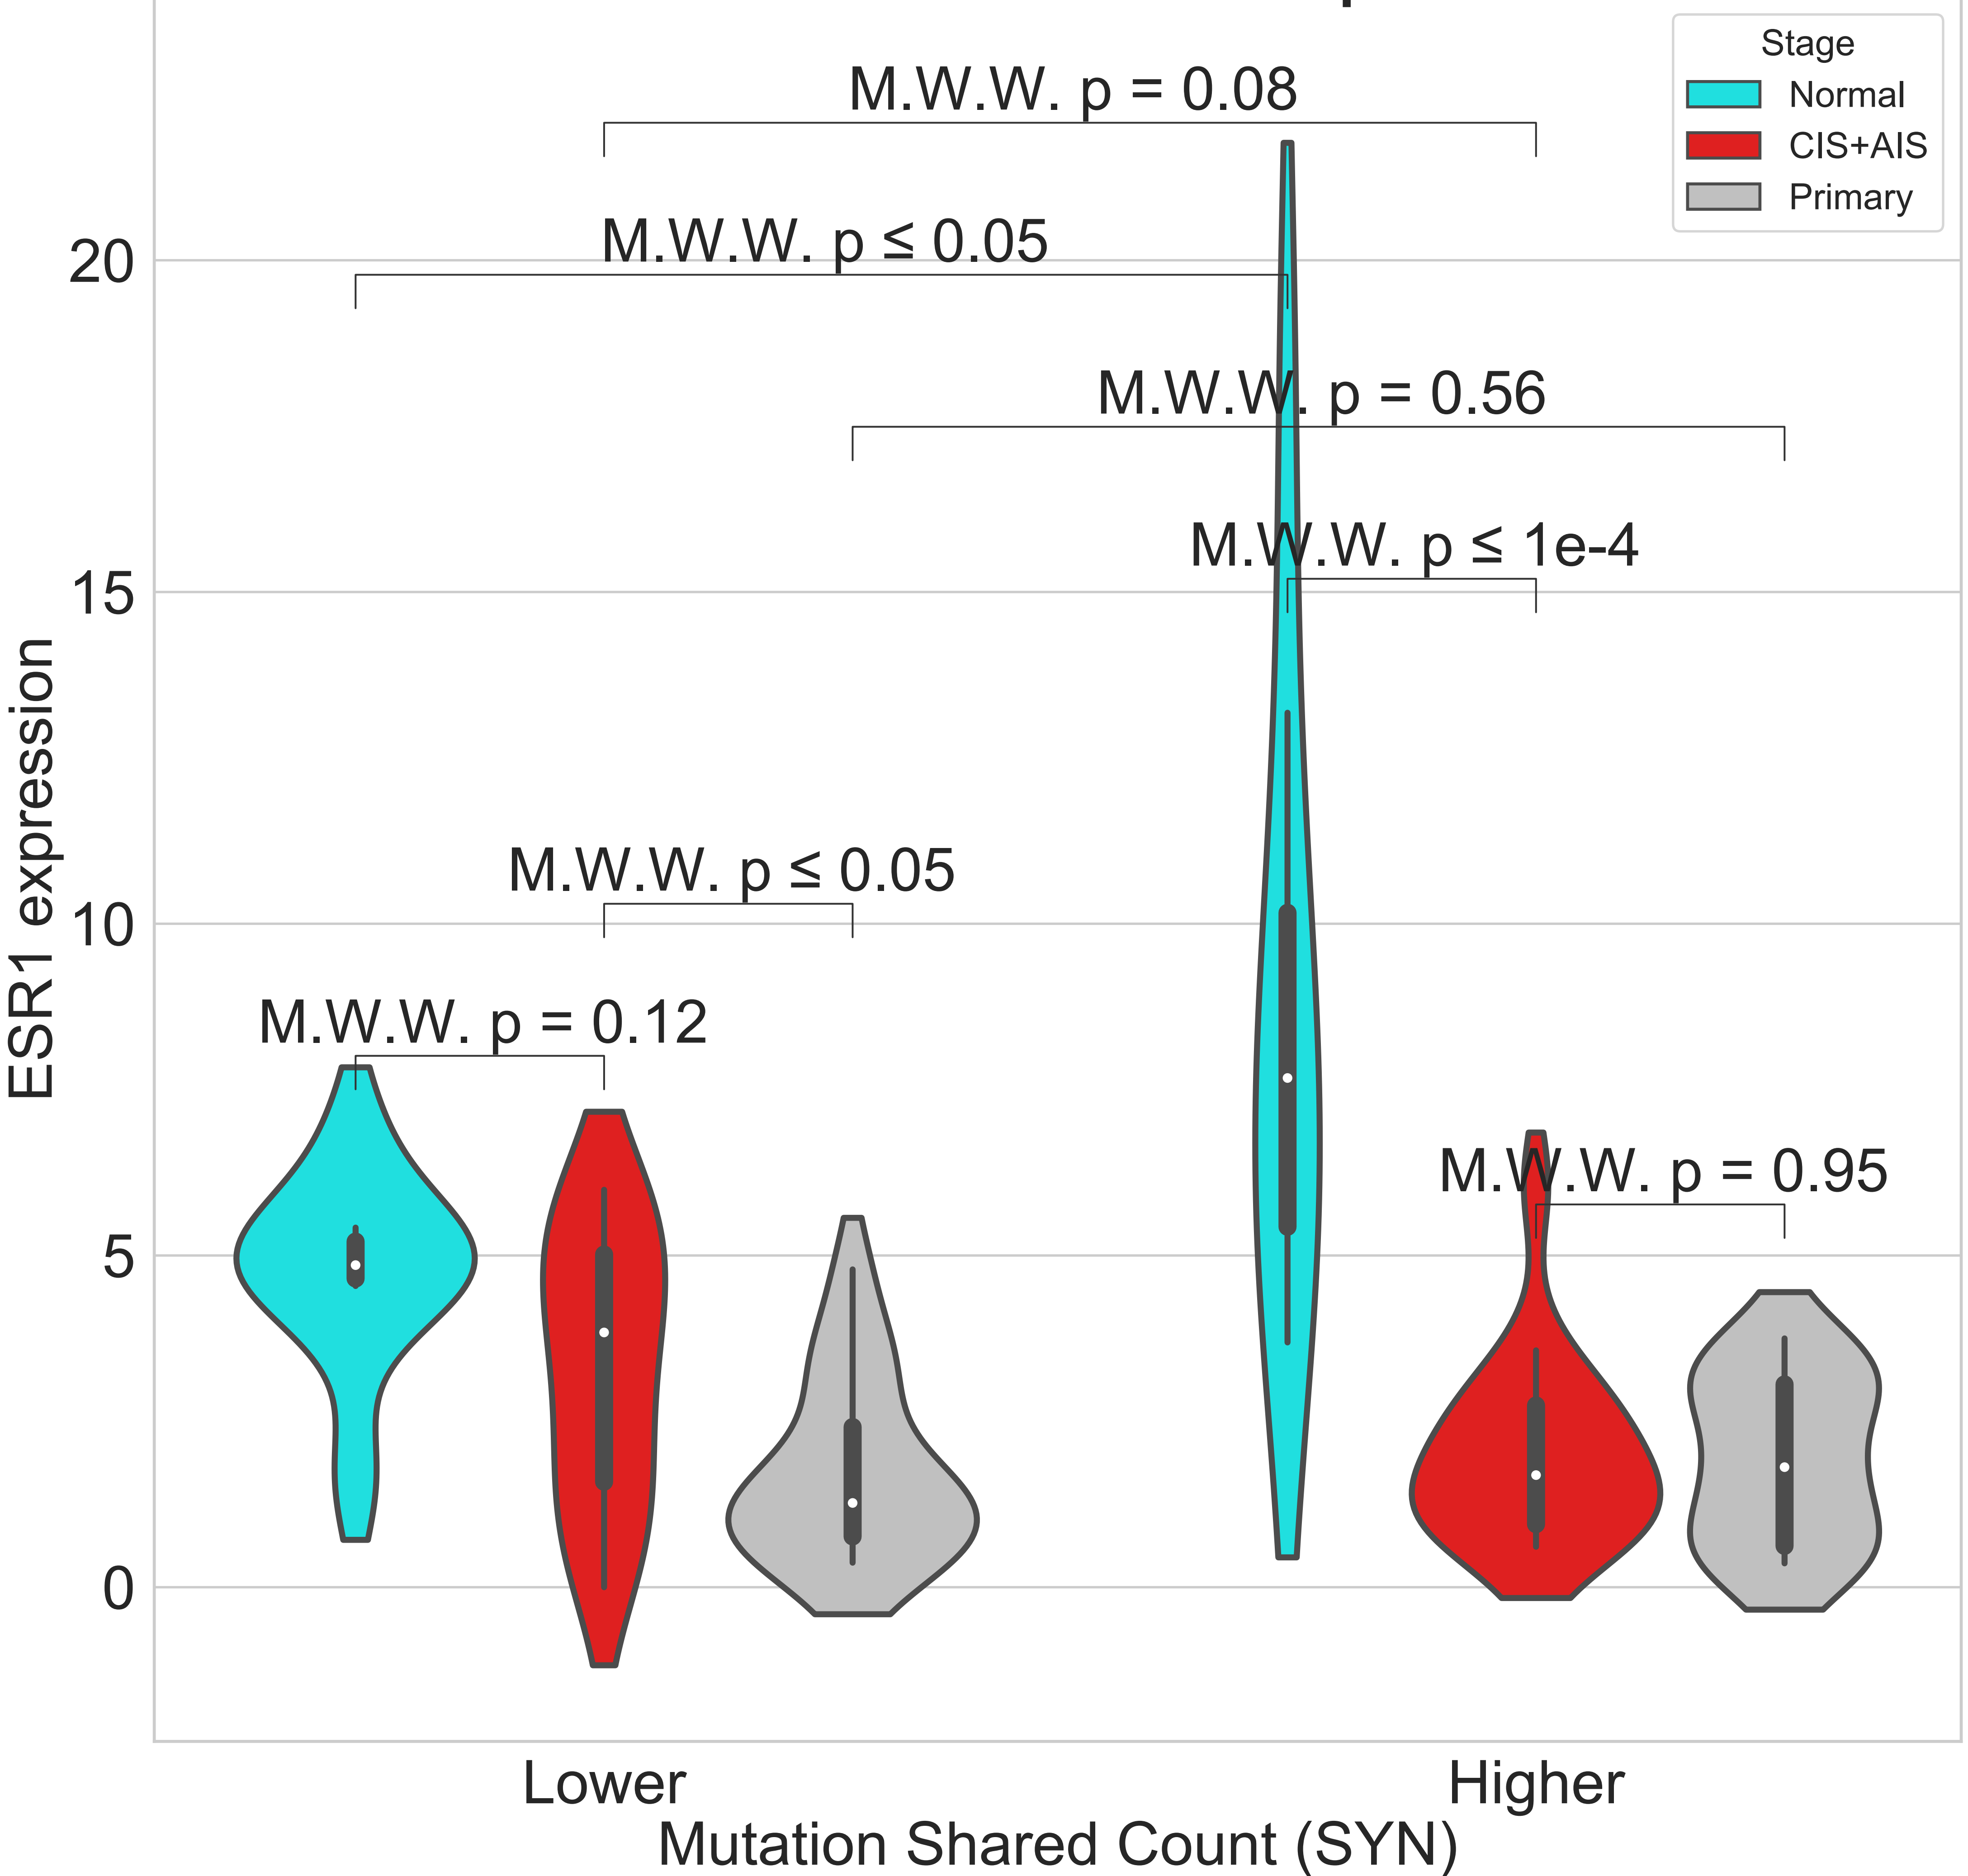 Stage
Normal
CIS+AIS
Primary
M.W.W. p = 0.08
M.W.W. p ≤ 0.05
M.W.W. p = 0.56
M.W.W. p ≤ 1e-4
M.W.W. p ≤ 0.05
M.W.W. p = 0.12
M.W.W. p = 0.95
20
15
10
5
0
ESR1 expression
Lower
Higher
Mutation Shared Count (SYN)